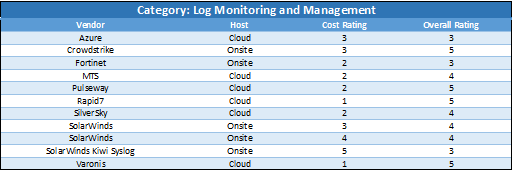 Category: Log Monitoring and Management
Vendor Host Cost Rating Overall Rating
Azure Cloud 3 3
Crowdstrike Onsite 3 5
Fortinet Onsite 2 3
MTS Cloud 2 4
Pulseway Cloud 2 5
Rapid7 Cloud 1 5
SilverSky Cloud 2 4
SolarWinds Onsite 3 4
SolarWinds Onsite 4 4
SolarWinds Kiwi Syslog Onsite 5 3
Varonis Cloud 1 5